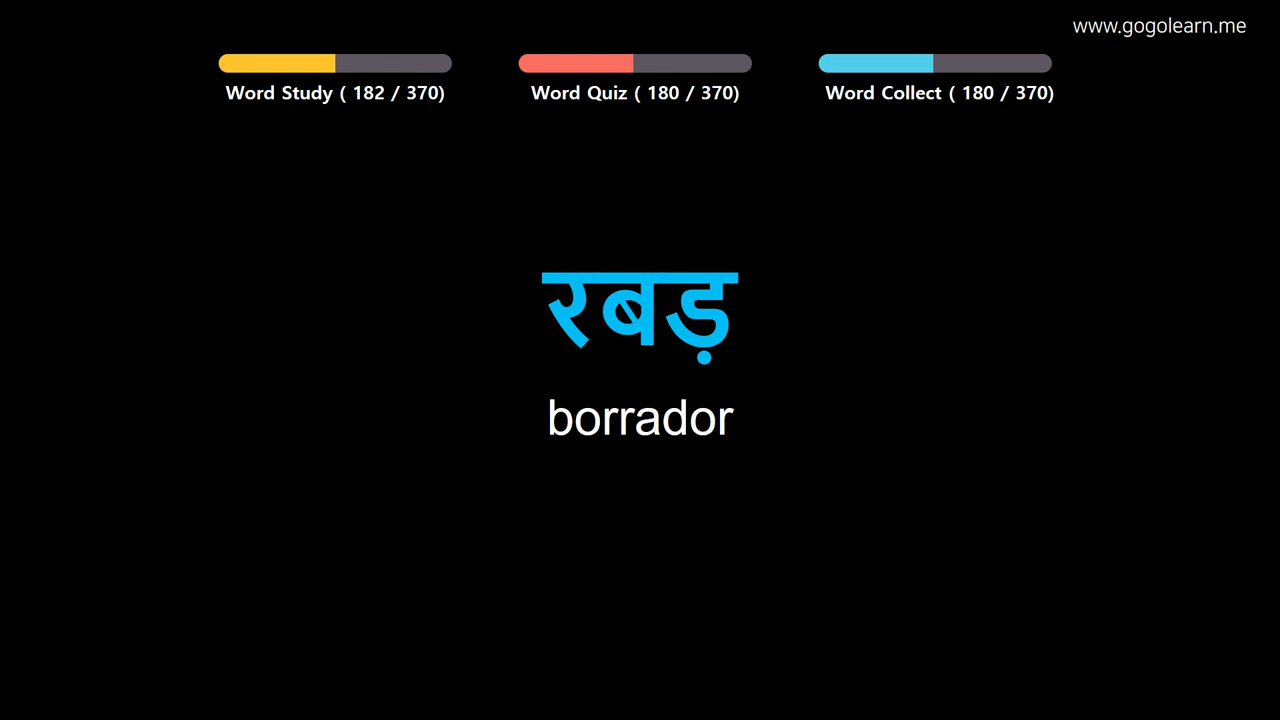 www.gogolearn.me
Word Study ( 182 / 370)
Word Quiz ( 180 / 370)
Word Collect ( 180 / 370)
रबड़
borrador